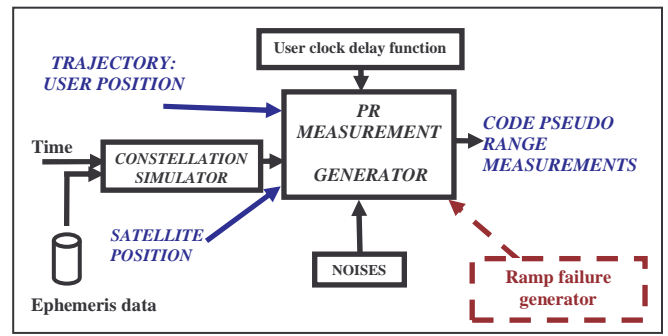 User clock delay function
TRAJECTORY:
USER POSITION
PR
MEASUREMENT
GENERATOR
CODE PSEUDO
RANGE
MEASUREMENTS
Time
CONSTELLATION
SIMULATOR
SATELLITE
POSITION
NOISES
Ramp failure
generator
Ephemeris data